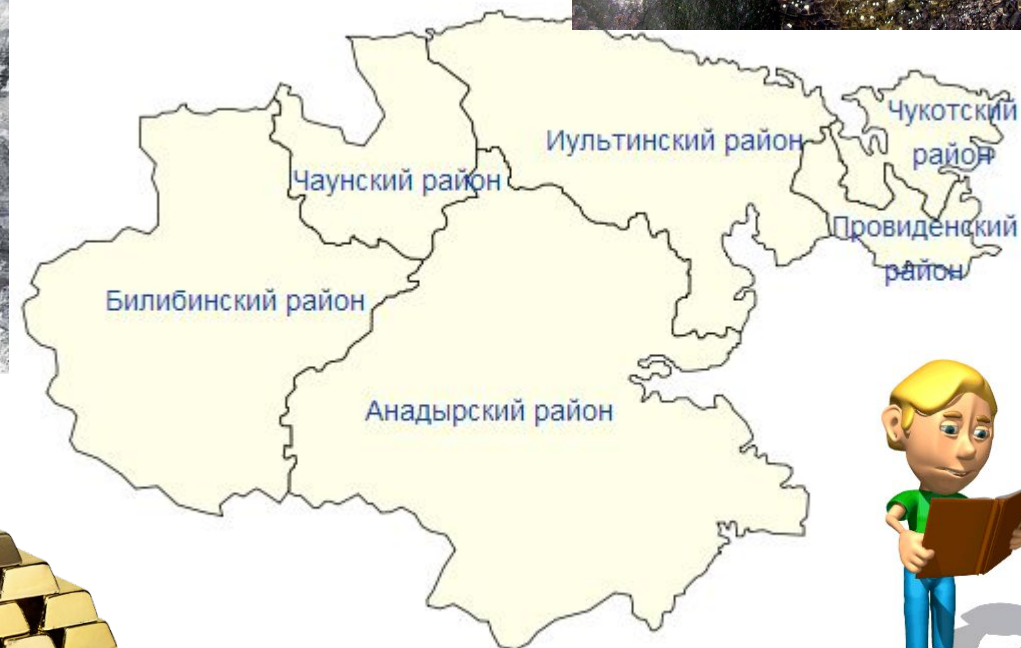 Чукотский
район
Иультинский район
Чаунский район
Провиденский
район
Билибинский район
Анадырский район